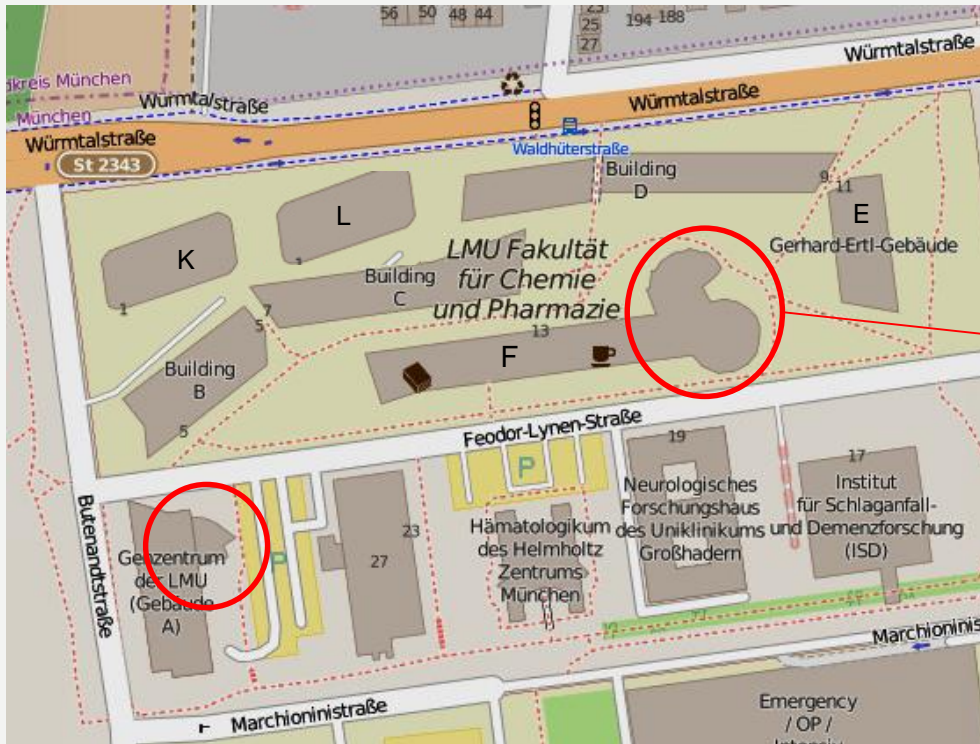 56 50 48 44
23
25
27
194 188
dkreis München
München
Würmtalstraße
Würmtalstraße
Würmtalstraße
Würmtalstraße
St 2343
Waldhüterstraße
Building
D
9
11
E
Gerhard-Ertl-Gebäude
K
1
L
1
LMU Fakultät
für Chemie
und Pharmazie
Building
C
7
5
13
F
Building
B
5
Feodor-Lynen-Straße
P
19
17
Butenandtstraße
Genzentrum
der LMU
(Gebäude
A)
P
23
27
Hämatologikum
des Helmholtz
Zentrums
München
Neurologisches
Forschungshaus
des Uniklinikums
Großhadern
Institut
für Schlaganfall-
und Demenzforschung
(ISD)
Marchioninis
Marchioninistraße
Emergency
/ OP /